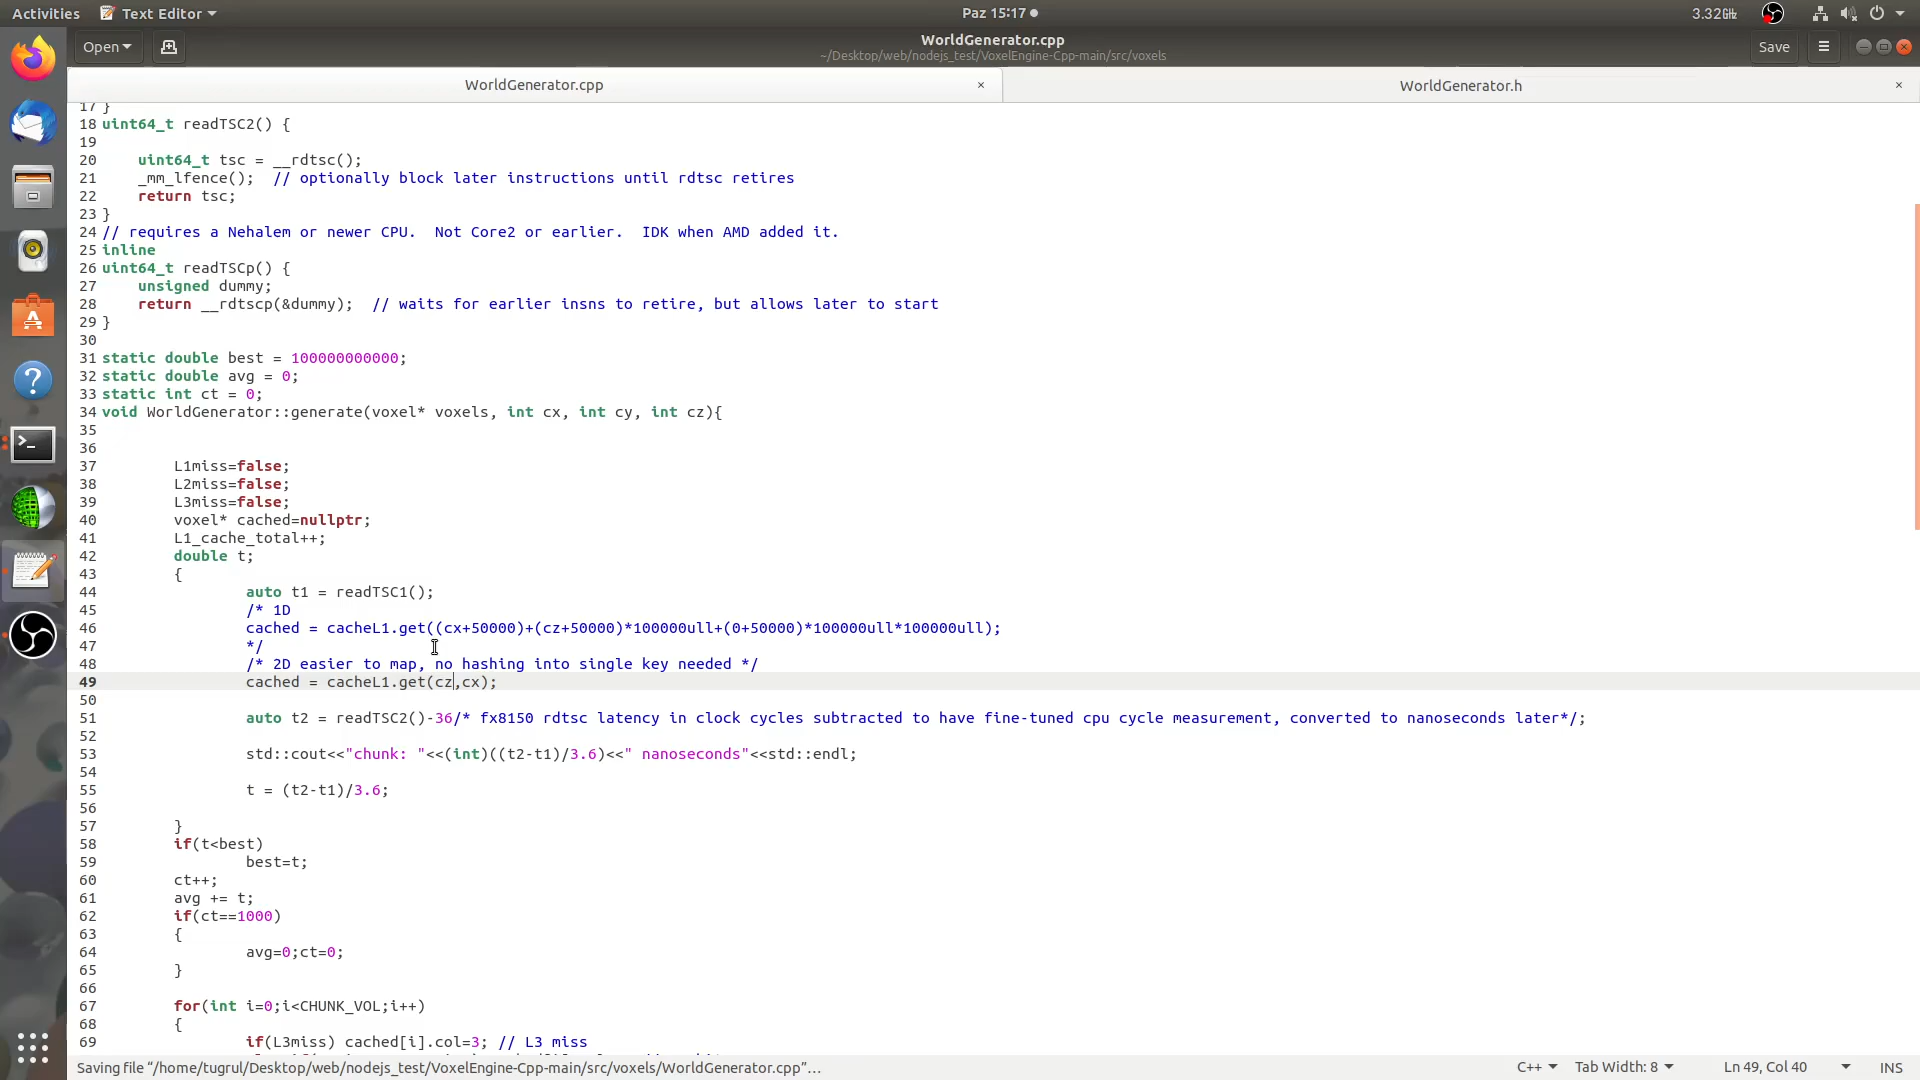 Activities
Text Editor
Paz 15:17
3.32GHz
Open
WorldGenerator.cpp
~/Desktop/web/nodejs_test/VoxelEngine-Cpp-main/src/voxels
Save
WorldGenerator.cpp
WorldGenerator.h
17 }
18 uint64_t readTSC2() {
19
20 uint64_t tsc = __rdtsc();
21 _mm_lfence();  // optionally block later instructions until rdtsc retires
22 return tsc;
23 }
24 // requires a Nehalem or newer CPU.  Not Core2 or earlier.  IDK when AMD added it.
25 inline
26 uint64_t readTSCp() {
27 unsigned dummy;
28 return __rdtscp(&dummy);  // waits for earlier insns to retire, but allows later to start
29 }
30
31 static double best = 100000000000;
32 static double avg = 0;
33 static int ct = 0;
34 void WorldGenerator::generate(voxel* voxels, int cx, int cy, int cz){
35
36
37 L1miss=false;
38 L2miss=false;
39 L3miss=false;
40 voxel* cached=nullptr;
41 L1_cache_total++;
42 double t;
43 {
44 auto t1 = readTSC1();
45 /* 1D
46 cached = cacheL1.get((cx+50000)+(cz+50000)*100000ull+(0+50000)*100000ull*100000ull);
47 */
48 /* 2D easier to map, no hashing into single key needed */
49 cached = cacheL1.get(cz,cx);
50
51 auto t2 = readTSC2()-36/* fx8150 rdtsc latency in clock cycles subtracted to have fine-tuned cpu cycle measurement, converted to nanoseconds later*/;
52
53 std::cout<<"chunk: "<<(int)((t2-t1)/3.6)<<" nanoseconds"<<std::endl;
54
55 t = (t2-t1)/3.6;
56
57 }
58 if(t<best)
59 best=t;
60 ct++;
61 avg += t;
62 if(ct==1000)
63 {
64 avg=0;ct=0;
65 }
66
67 for(int i=0;i<CHUNK_VOL;i++)
68 {
69 if(L3miss) cached[i].col=3; // L3 miss
Saving file “/home/tugrul/Desktop/web/nodejs_test/VoxelEngine-Cpp-main/src/voxels/WorldGenerator.cpp”…
C++
Tab Width: 8
Ln 49, Col 40
INS